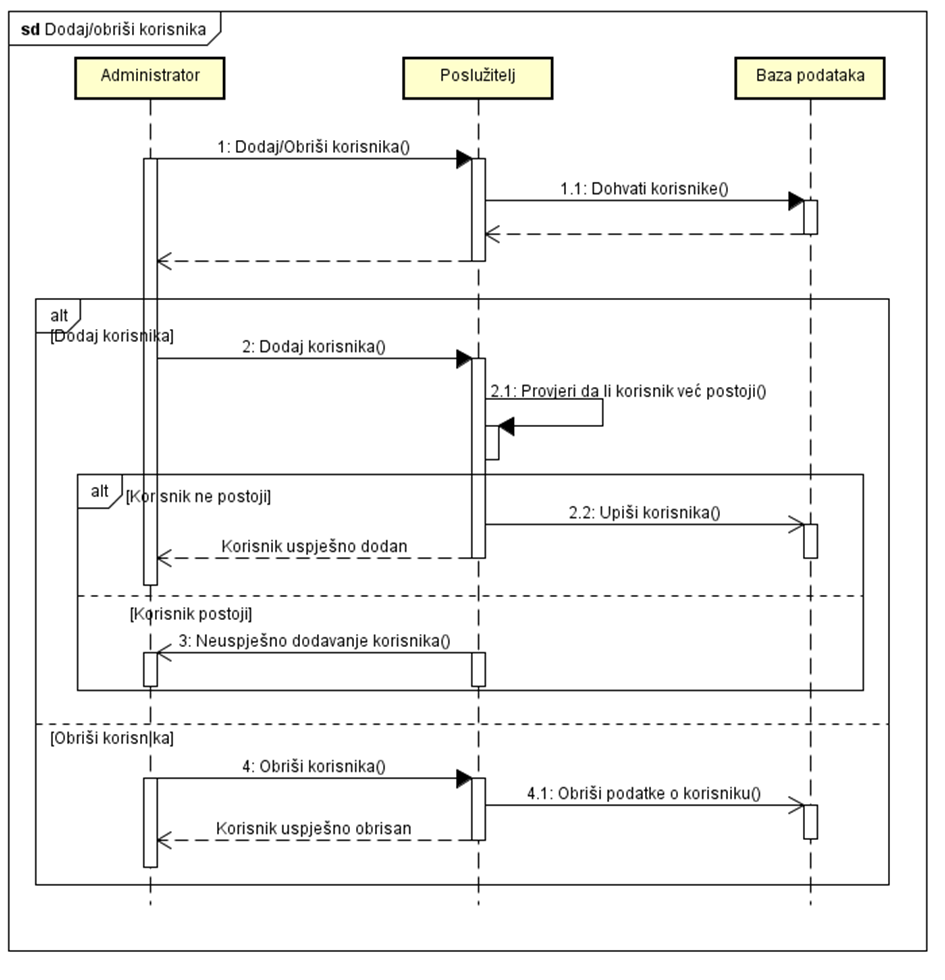 sd Dodaj/obriši korisnika
Administrator
Poslužitelj
Baza podataka
1: Dodaj/Obriši korisnika()
1.1: Dohvati korisnike()
alt
[Dodaj korisnika]
2: Dodaj korisnika()
2.1: Provjeri da li korisnik već postoji()
alt
[Korisnik ne postoji]
2.2: Upiši korisnika()
Korisnik uspješno dodan
[Korisnik postoji]
3: Neuspješno dodavanje korisnika()
[Obriši korisnika]
4: Obriši korisnika()
4.1: Obriši podatke o korisniku()
Korisnik uspješno obrisan